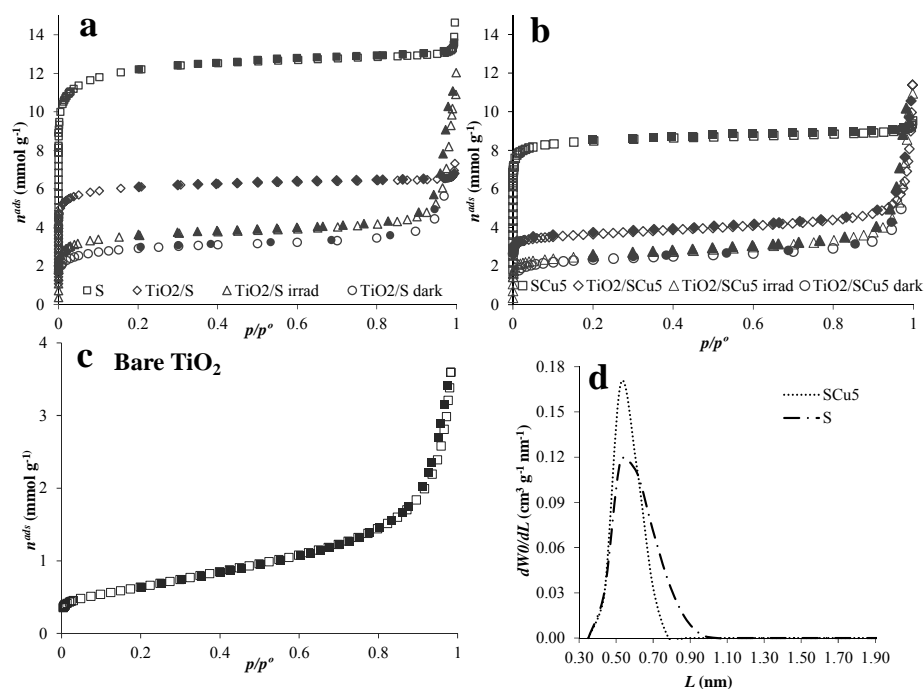 a
14
12
10
8
6
4
2
0
n^ads (mmol g-1)
S TiO2/S TiO2/S irrad TiO2/S dark
0 0.2 0.4 0.6 0.8 1
p/p^o
b
14
12
10
8
6
4
2
0
n^ads (mmol g-1)
SCu5 TiO2/SCu5 TiO2/SCu5 irrad TiO2/SCu5 dark
0 0.2 0.4 0.6 0.8 1
p/p^o
c Bare TiO2
4
3
2
1
0
n^ads (mmol g-1)
0 0.2 0.4 0.6 0.8 1
p/p^o
d
SCu5
S
0.18
0.15
0.12
0.09
0.06
0.03
0.00
dW0/dL (cm3 g-1 nm-1)
0.30 0.50 0.70 0.90 1.10 1.30 1.50 1.70 1.90
L (nm)